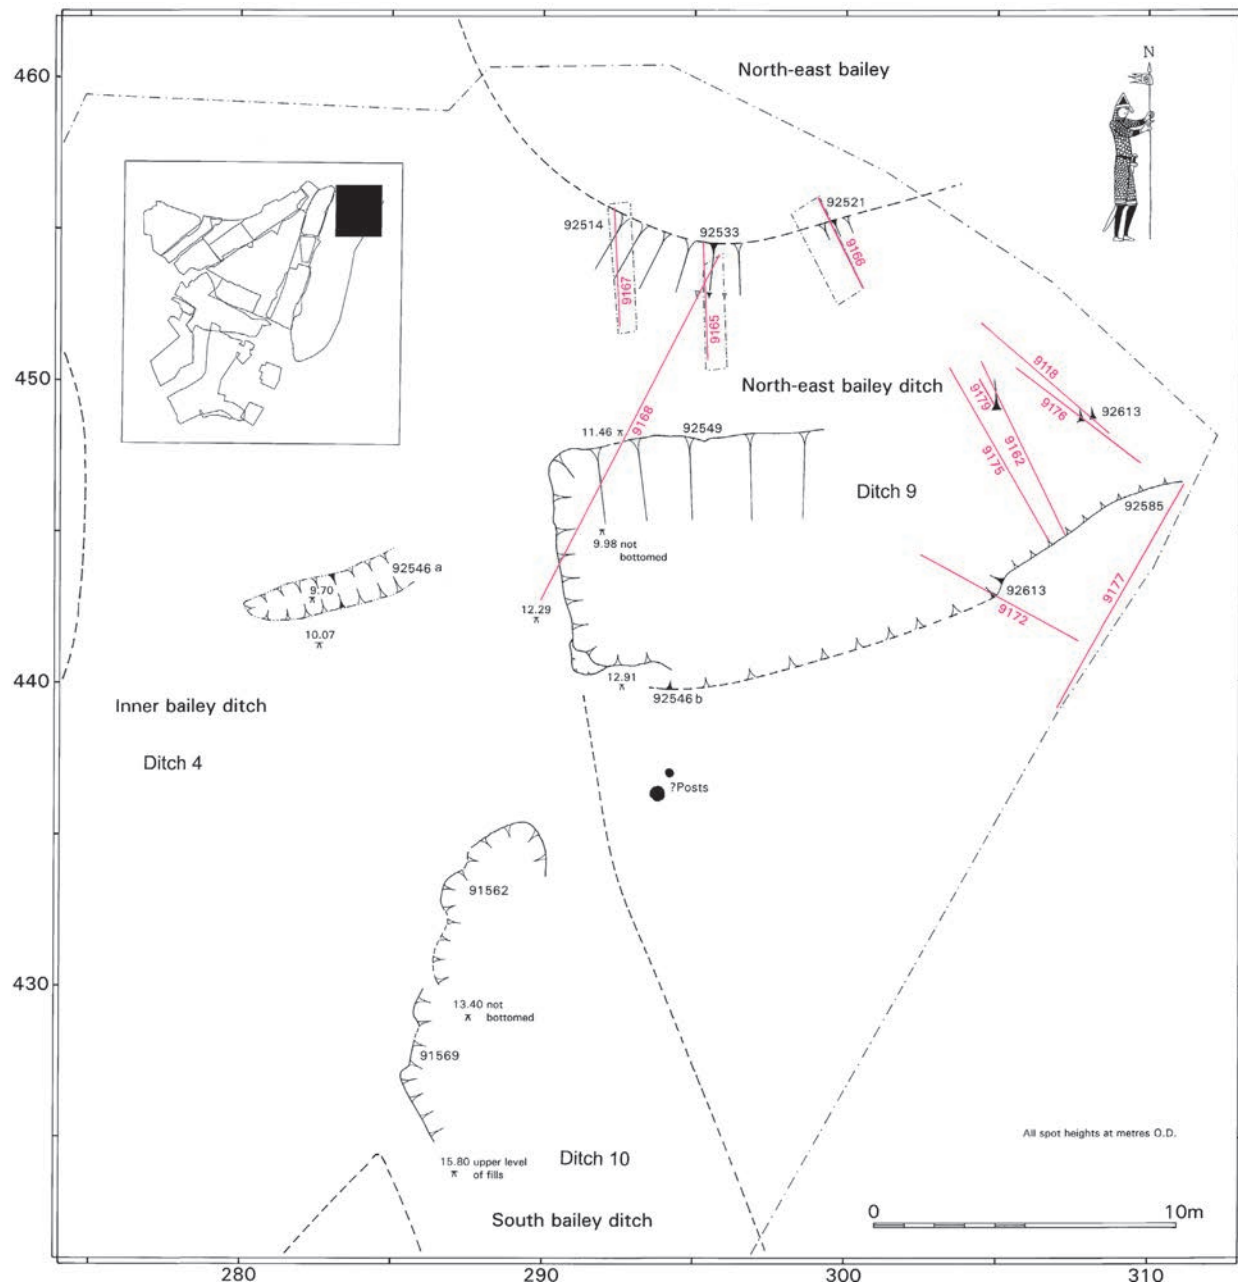 460
North-east bailey
N
92514
92533
92521
9167
9165
9166
450
North-east bailey ditch
9118
9179
9176
92613
9162
9175
9168
11.46
92549
Ditch 9
92585
9.98 not
bottomed
92546 a
9.70
10.07
12.29
92613
9172
9177
440
12.91
92546 b
Inner bailey ditch
Ditch 4
?Posts
91562
430
13.40 not
bottomed
91569
All spot heights at metres O.D.
15.80 upper level
of fills
Ditch 10
South bailey ditch
0
10m
280
290
300
310